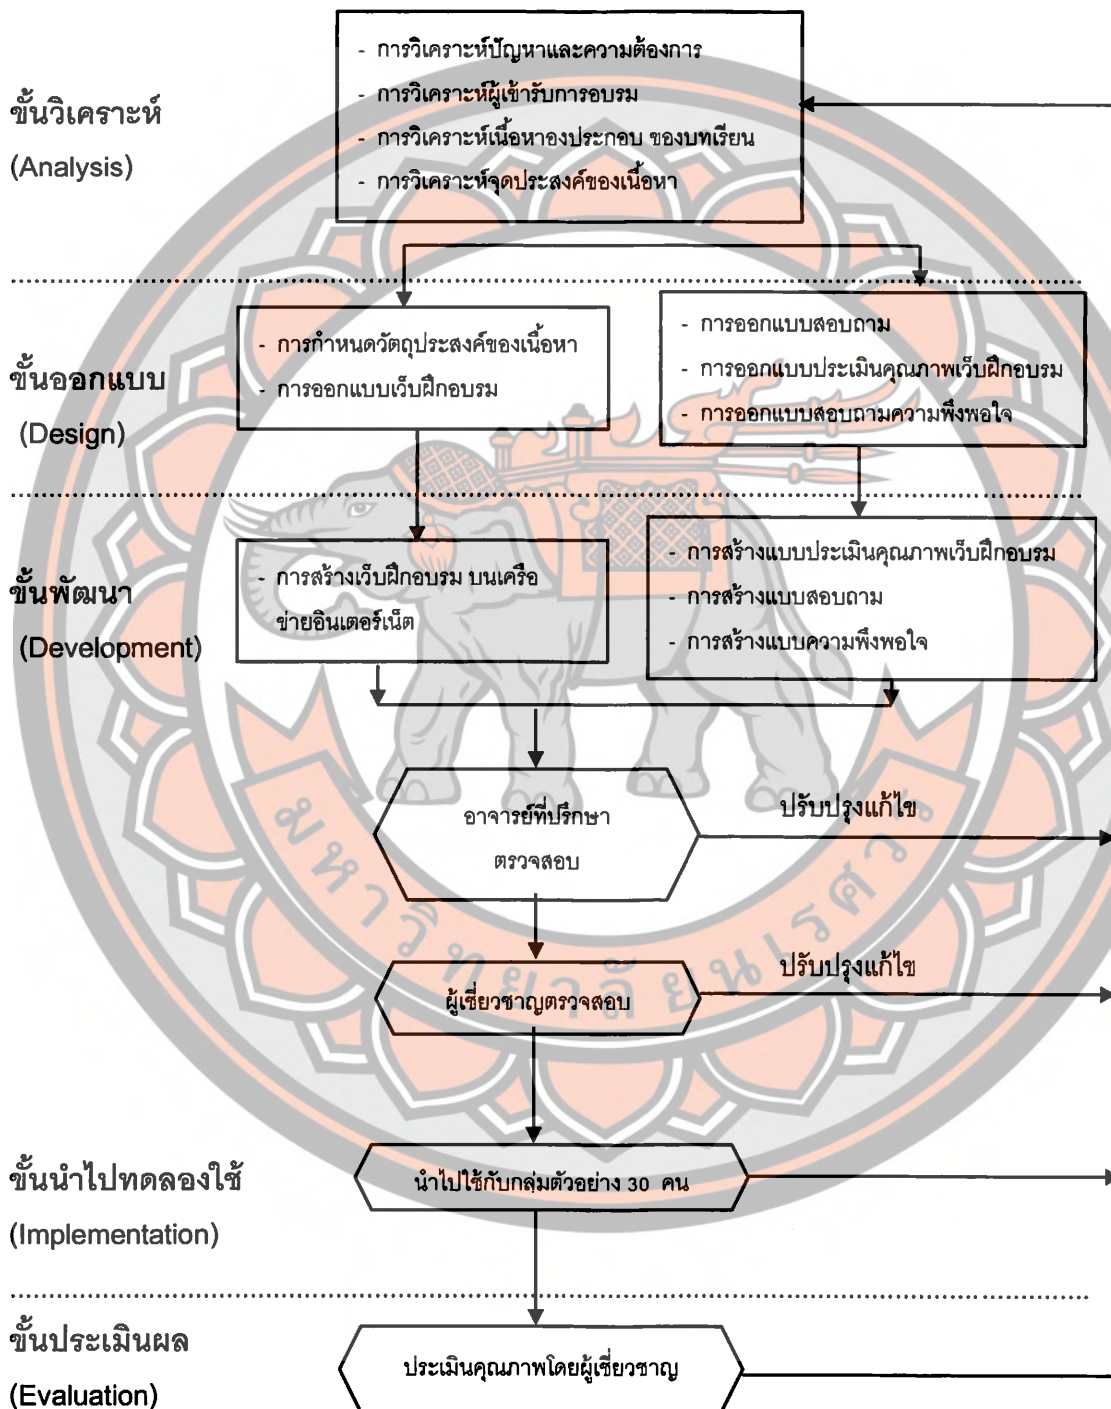 - การวิเคราะห์ปัญหาและความต้องการ
- การวิเคราะห์ผู้เข้ารับการอบรม
- การวิเคราะห์เนื้อหาองประกอบ ของบทเรียน
- การวิเคราะห์จุดประสงค์ของเนื้อหา
ขั้นวิเคราะห์
(Analysis)
ขั้นออกแบบ
(Design)
- การกำหนดวัตถุประสงค์ของเนื้อหา
- การออกแบบเว็บฝึกอบรม
- การออกแบบสอบถาม
- การออกแบบประเมินคุณภาพเว็บฝึกอบรม
- การออกแบบสอบถามความพึงพอใจ
ขั้นพัฒนา
(Development)
- การสร้างเว็บฝึกอบรม บนเครือ
ข่ายอินเตอร์เน็ต
- การสร้างแบบประเมินคุณภาพเว็บฝึกอบรม
- การสร้างแบบสอบถาม
- การสร้างแบบความพึงพอใจ
อาจารย์ที่ปรึกษา
ตรวจสอบ
ปรับปรุงแก้ไข
ผู้เชี่ยวชาญตรวจสอบ
ปรับปรุงแก้ไข
มหาวิทยาลัยนเรศวร
ขั้นนำไปทดลองใช้
(Implementation)
นำไปใช้กับกลุ่มตัวอย่าง 30 คน
ขั้นประเมินผล
(Evaluation)
ประเมินคุณภาพโดยผู้เชี่ยวชาญ